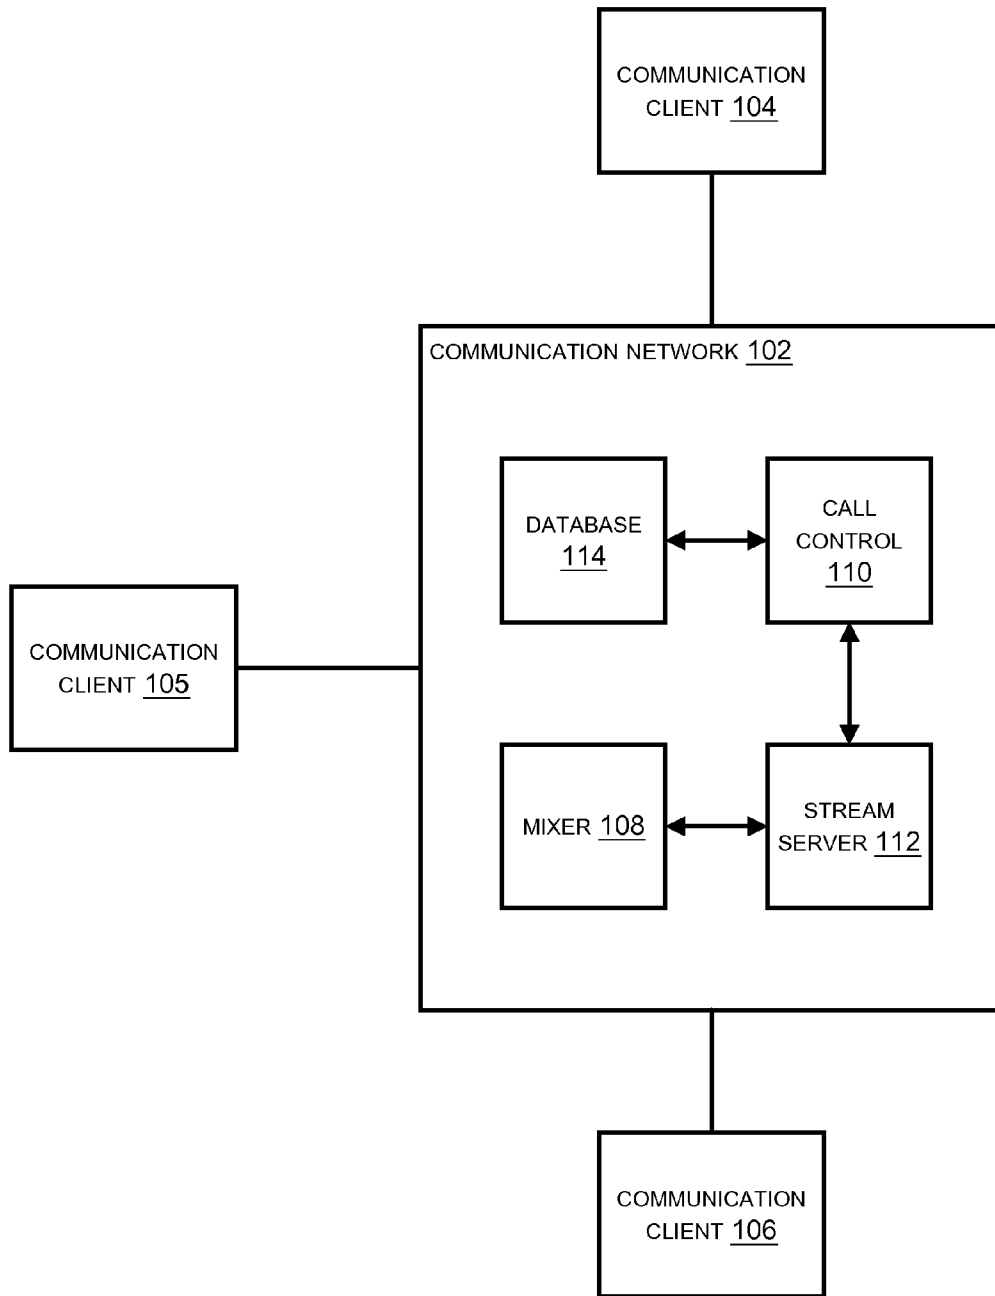 COMMUNICATION
CLIENT 104
COMMUNICATION NETWORK 102
DATABASE
114
CALL
CONTROL
110
COMMUNICATION
CLIENT 105
MIXER 108
STREAM
SERVER 112
COMMUNICATION
CLIENT 106